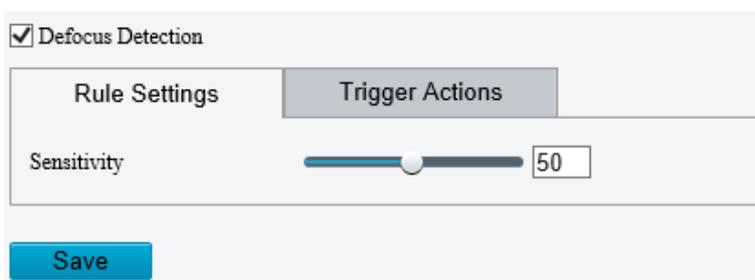 Defocus Detection
Rule Settings Trigger Actions
Sensitivity 50
Save